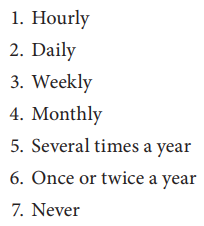 1. Hourly
2. Daily
3. Weekly
4. Monthly
5. Several times a year
6. Once or twice a year
7. Never